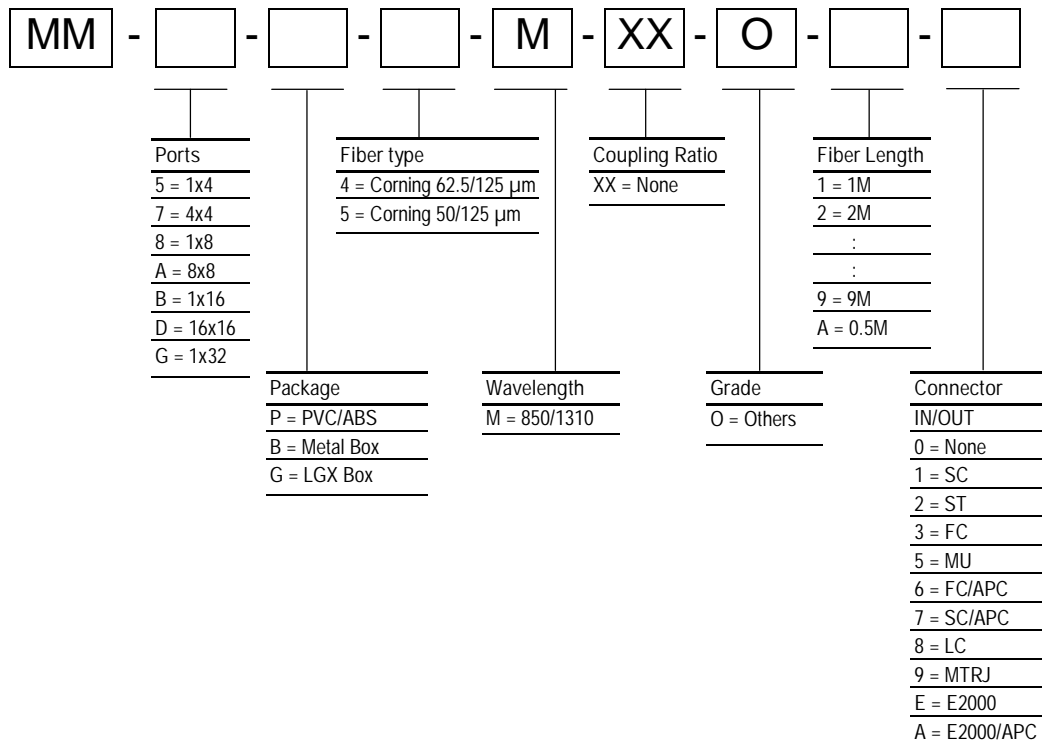 MM - - - - M - XX - O - -
Ports
5 = 1x4
7 = 4x4
8 = 1x8
A = 8x8
B = 1x16
D = 16x16
G = 1x32
Package
P = PVC/ABS
B = Metal Box
G = LGX Box
Fiber type
4 = Corning 62.5/125 µm
5 = Corning 50/125 µm
Wavelength
M = 850/1310
Coupling Ratio
XX = None
Grade
O = Others
Fiber Length
1 = 1M
2 = 2M
:
:
9 = 9M
A = 0.5M
Connector
IN/OUT
0 = None
1 = SC
2 = ST
3 = FC
5 = MU
6 = FC/APC
7 = SC/APC
8 = LC
9 = MTRJ
E = E2000
A = E2000/APC